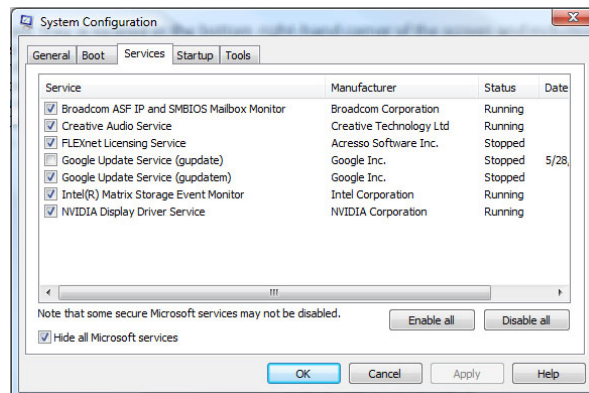 System Configuration
General Boot Services Startup Tools
Service Manufacturer Status Date
Broadcom ASF IP and SMBIOS Mailbox Monitor Broadcom Corporation Running
Creative Audio Service Creative Technology Ltd Running
FLEXnet Licensing Service Acresso Software Inc. Stopped
Google Update Service (gupdate) Google Inc. Stopped 5/28,
Google Update Service (gupdatem) Google Inc. Stopped
Intel(R) Matrix Storage Event Monitor Intel Corporation Running
NVIDIA Display Driver Service NVIDIA Corporation Running
Note that some secure Microsoft services may not be disabled.
Enable all Disable all
Hide all Microsoft services
OK Cancel Apply Help